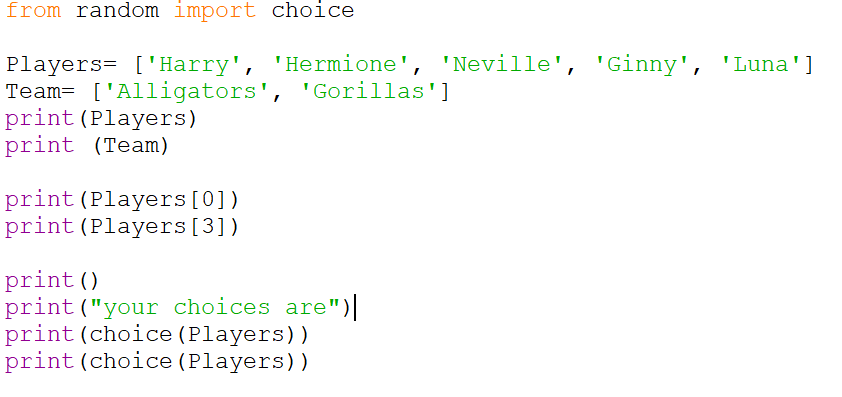 from random import choice
Players= ['Harry', 'Hermione', 'Neville', 'Ginny', 'Luna']
Team= ['Alligators', 'Gorillas']
print(Players)
print (Team)
print(Players[0])
print(Players[3])
print()
print("your choices are")
print(choice(Players))
print(choice(Players))